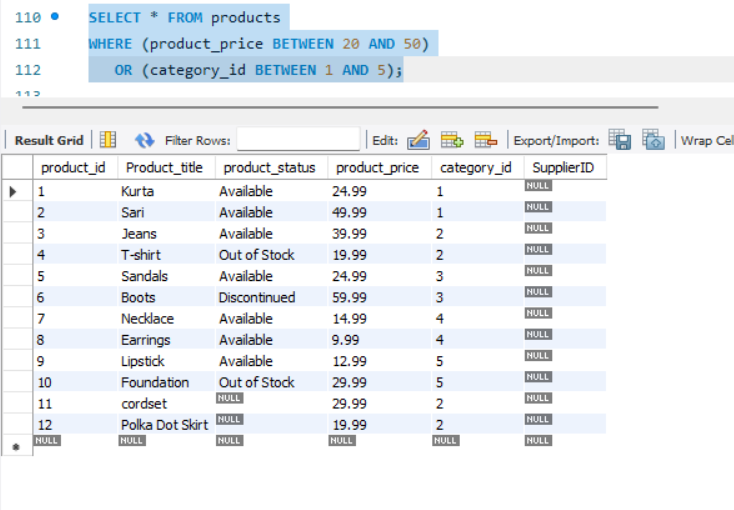 110 SELECT * FROM products
111 WHERE (product_price BETWEEN 20 AND 50)
112 OR (category_id BETWEEN 1 AND 5);
113
Result Grid Filter Rows: Edit: Export/Import: Wrap Cel
product_id Product_title product_status product_price category_id SupplierID
1 Kurta Available 24.99 1 NULL
2 Sari Available 49.99 1 NULL
3 Jeans Available 39.99 2 NULL
4 T-shirt Out of Stock 19.99 2 NULL
5 Sandals Available 24.99 3 NULL
6 Boots Discontinued 59.99 3 NULL
7 Necklace Available 14.99 4 NULL
8 Earrings Available 9.99 4 NULL
9 Lipstick Available 12.99 5 NULL
10 Foundation Out of Stock 29.99 5 NULL
11 cordset NULL 29.99 2 NULL
12 Polka Dot Skirt NULL 19.99 2 NULL
NULL NULL NULL NULL NULL NULL